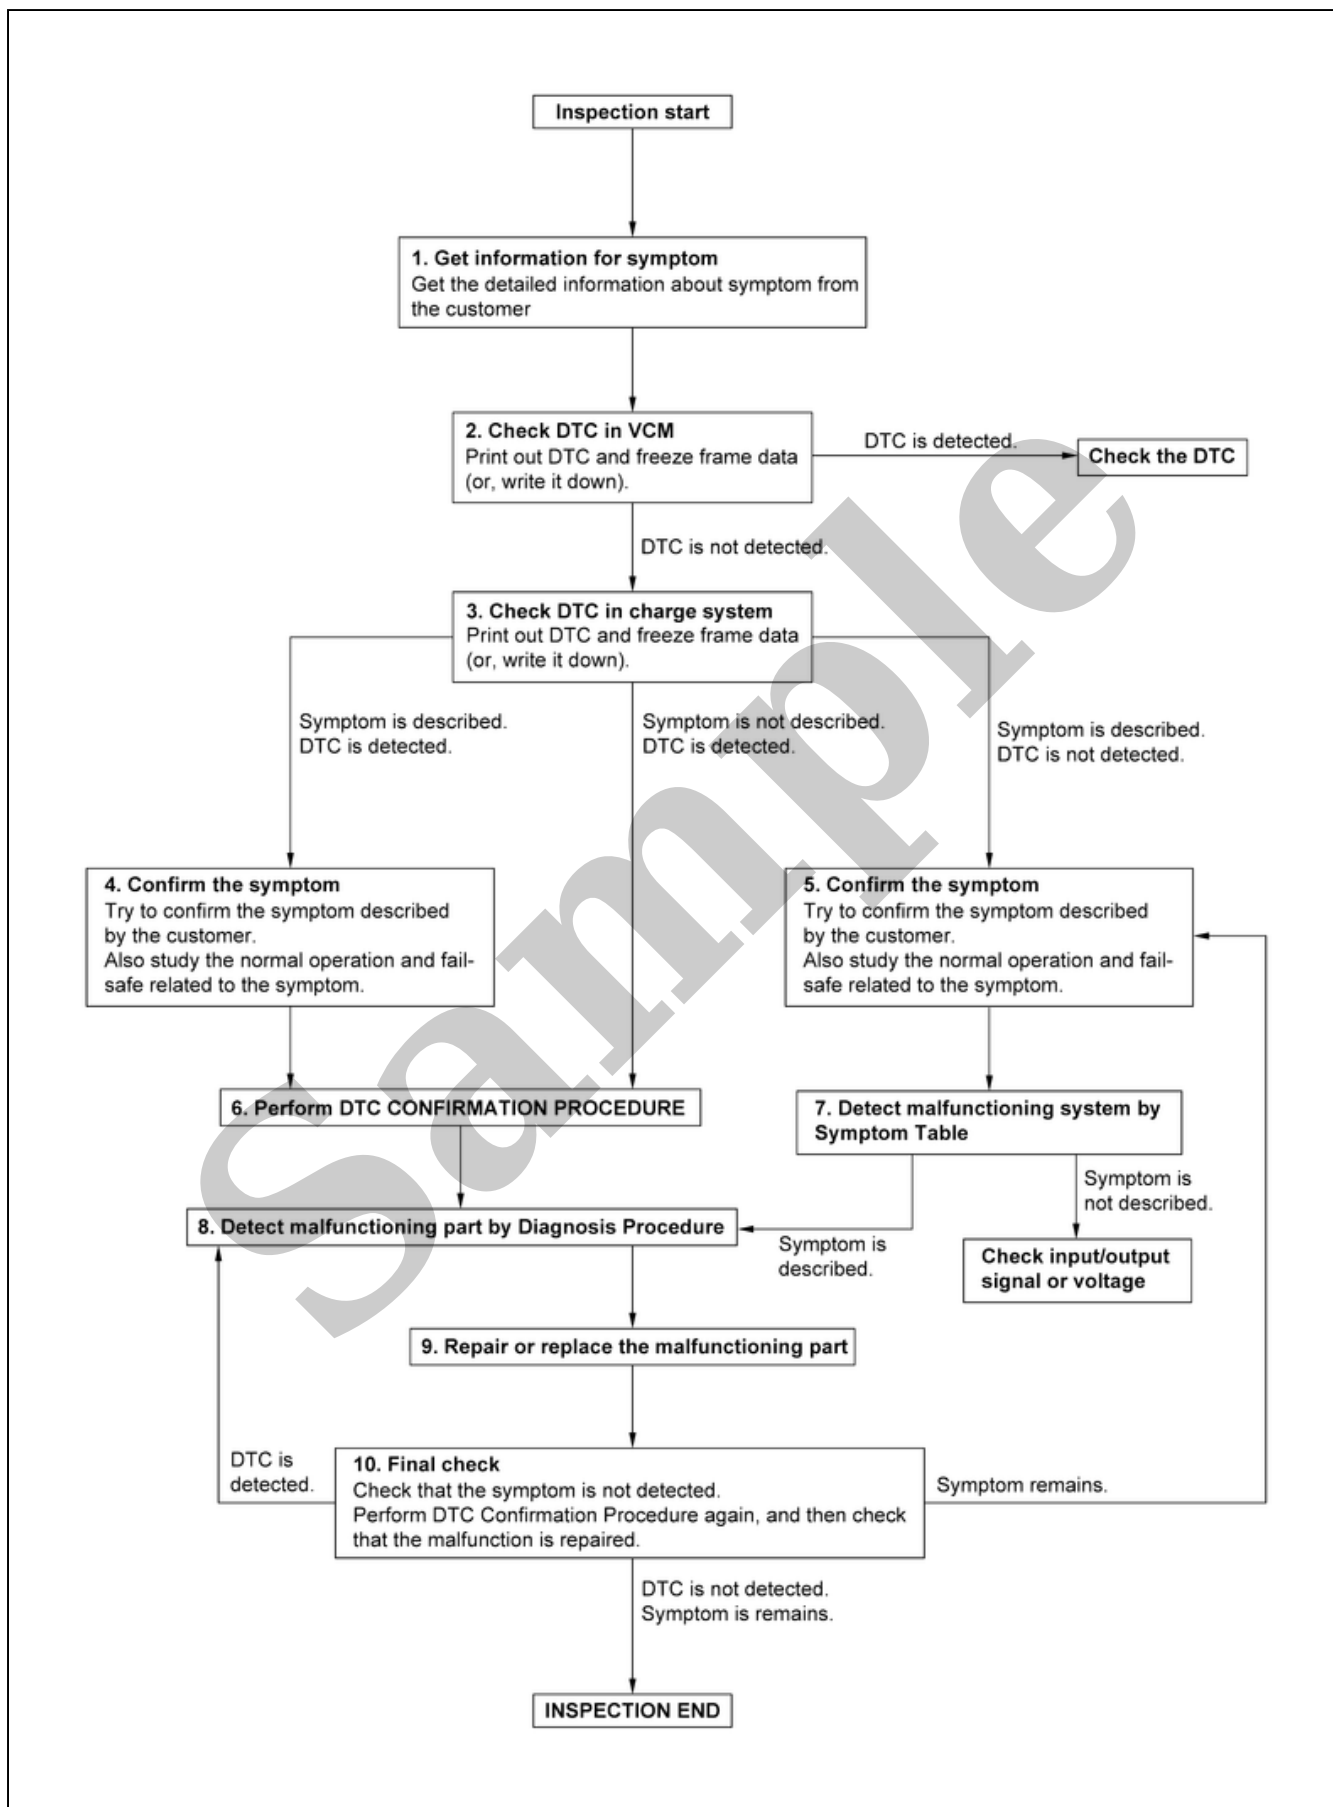 Inspection start
1. Get information for symptom
Get the detailed information about symptom from
the customer
2. Check DTC in VCM
Print out DTC and freeze frame data
(or, write it down).
DTC is detected.
Check the DTC
DTC is not detected.
3. Check DTC in charge system
Print out DTC and freeze frame data
(or, write it down).
Symptom is described.
DTC is detected.
Symptom is not described.
DTC is detected.
Symptom is described.
DTC is not detected.
4. Confirm the symptom
Try to confirm the symptom described
by the customer.
Also study the normal operation and fail-
safe related to the symptom.
5. Confirm the symptom
Try to confirm the symptom described
by the customer.
Also study the normal operation and fail-
safe related to the symptom.
6. Perform DTC CONFIRMATION PROCEDURE
7. Detect malfunctioning system by
Symptom Table
Symptom is
not described.
8. Detect malfunctioning part by Diagnosis Procedure
Symptom is
described.
Check input/output
signal or voltage
9. Repair or replace the malfunctioning part
DTC is
detected.
10. Final check
Check that the symptom is not detected.
Perform DTC Confirmation Procedure again, and then check
that the malfunction is repaired.
Symptom remains.
DTC is not detected.
Symptom is remains.
INSPECTION END
Sample